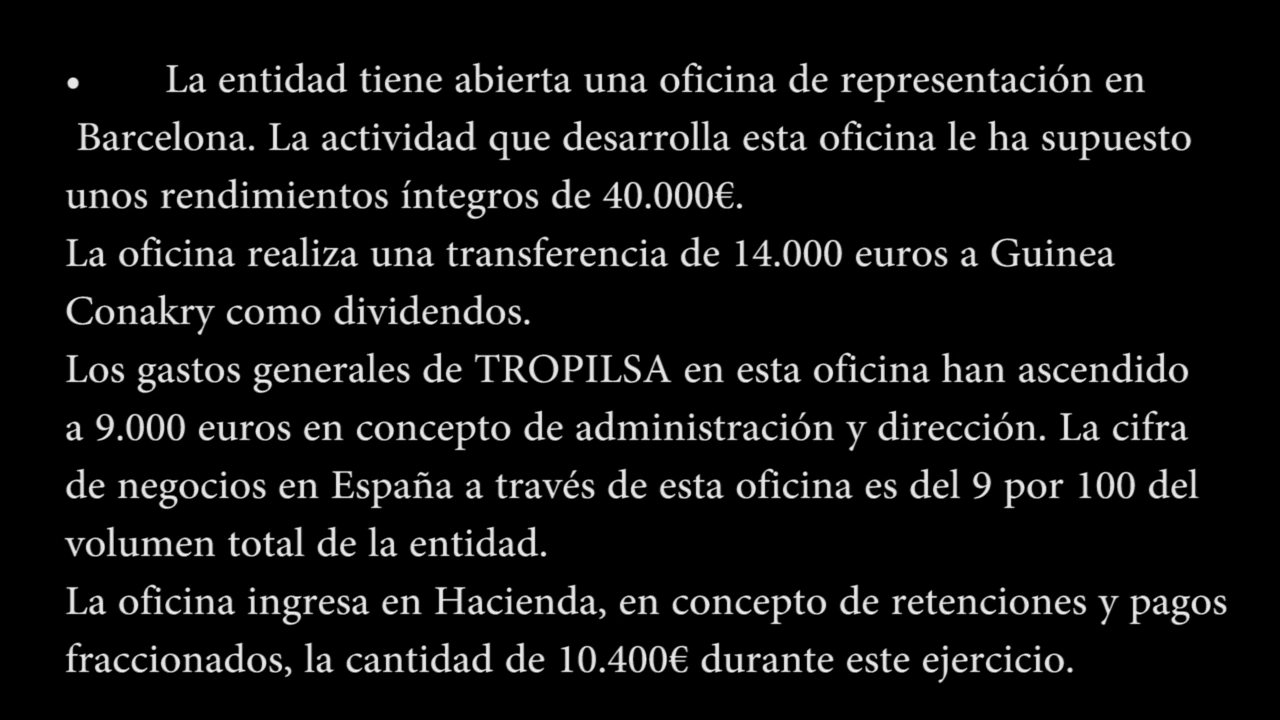 • La entidad tiene abierta una oficina de representación en
Barcelona. La actividad que desarrolla esta oficina le ha supuesto
unos rendimientos íntegros de 40.000€.
La oficina realiza una transferencia de 14.000 euros a Guinea
Conakry como dividendos.
Los gastos generales de TROPILSA en esta oficina han ascendido
a 9.000 euros en concepto de administración y dirección. La cifra
de negocios en España a través de esta oficina es del 9 por 100 del
volumen total de la entidad.
La oficina ingresa en Hacienda, en concepto de retenciones y pagos
fraccionados, la cantidad de 10.400€ durante este ejercicio.